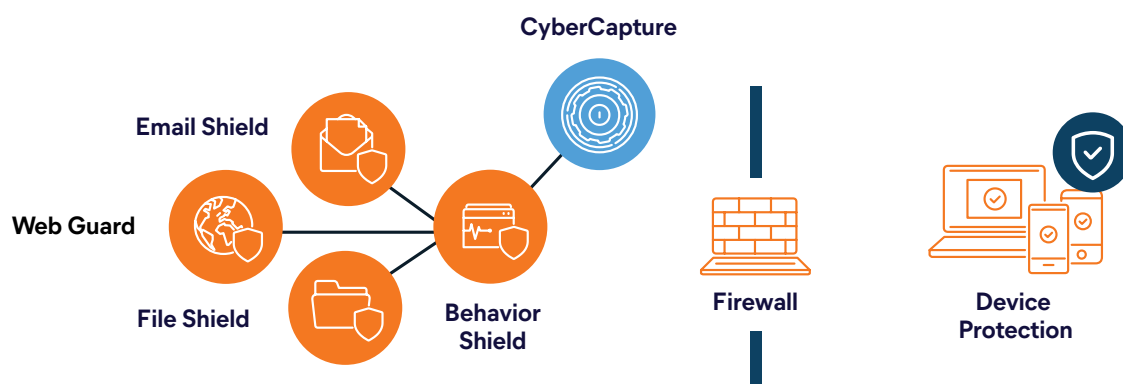 CyberCapture
Email Shield
Web Guard
File Shield
Behavior
Shield
Firewall
Device
Protection